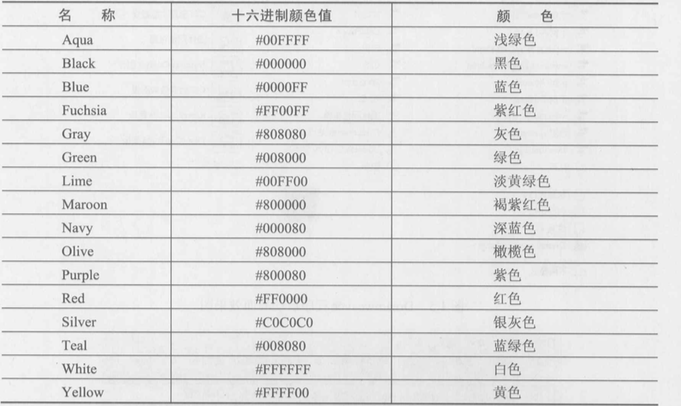 名 称 十六进制颜色值 颜 色
Aqua #00FFFF 浅绿色
Black #000000 黑色
Blue #0000FF 蓝色
Fuchsia #FF00FF 紫红色
Gray #808080 灰色
Green #008000 绿色
Lime #00FF00 淡黄绿色
Maroon #800000 褐紫红色
Navy #000080 深蓝色
Olive #808000 橄榄色
Purple #800080 紫色
Red #FF0000 红色
Silver #C0C0C0 银灰色
Teal #008080 蓝绿色
White #FFFFFF 白色
Yellow #FFFF00 黄色